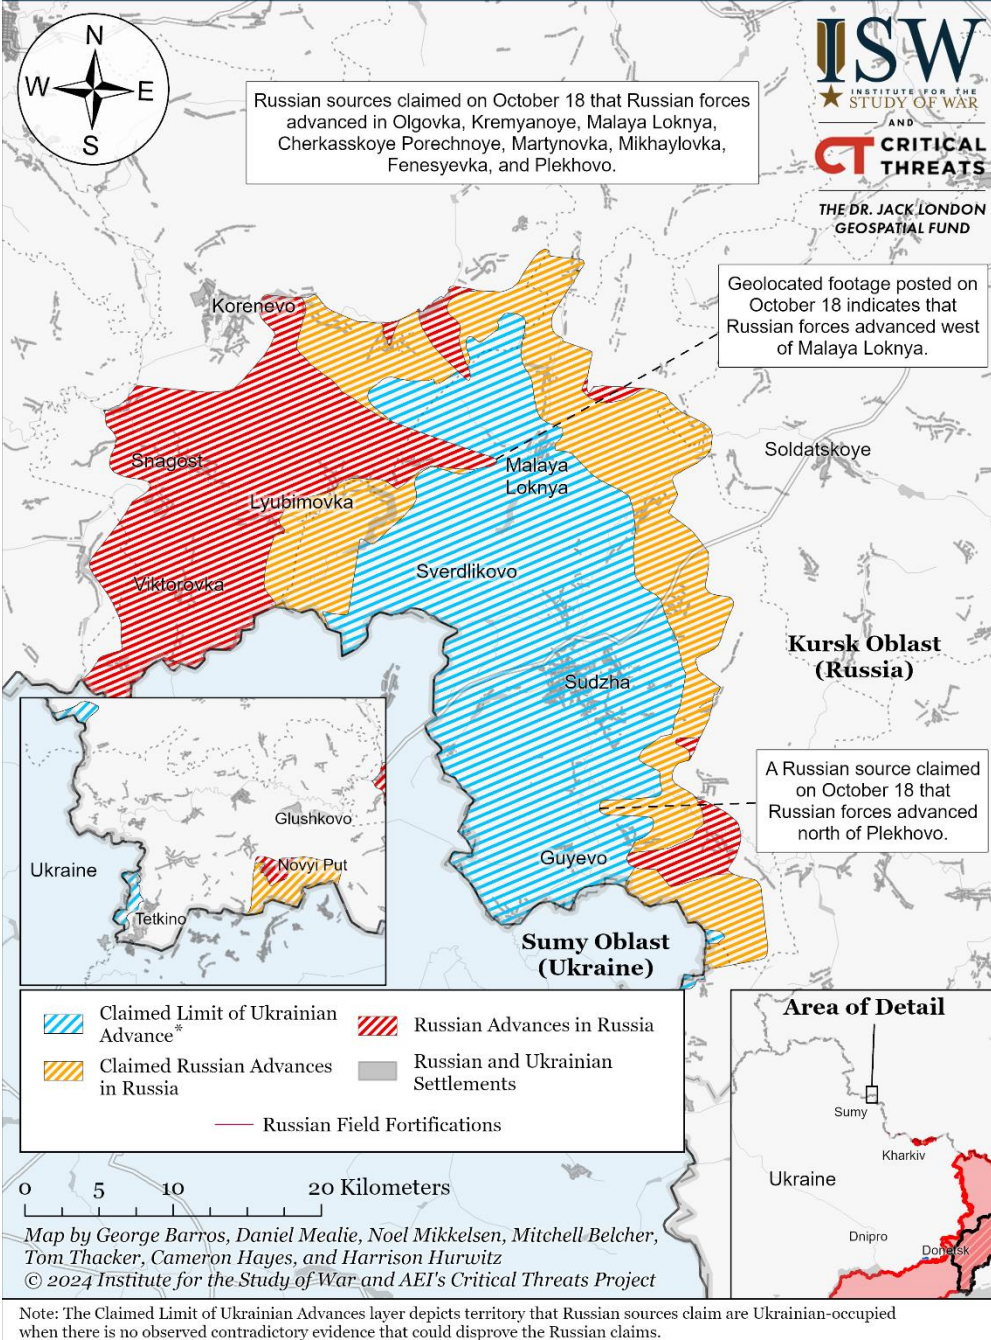 N
W E
S
ISW
INSTITUTE FOR THE
STUDY OF WAR
AND
CT CRITICAL
THREATS
THE DR. JACK LONDON
GEOSPATIAL FUND
Russian sources claimed on October 18 that Russian forces
advanced in Olgovka, Kremyanoye, Malaya Loknya,
Cherkasskoye Porechnoye, Martynovka, Mikhaylovka,
Fenesyevka, and Plekhovo.
Geolocated footage posted on
October 18 indicates that
Russian forces advanced west
of Malaya Loknya.
Korenevo
Snagost
Lyubimovka
Malaya
Loknya
Soldatskoye
Viktorovka
Sverdlikovo
Kursk Oblast
(Russia)
Sudzha
A Russian source claimed
on October 18 that
Russian forces advanced
north of Plekhovo.
Guyevo
Sumy Oblast
(Ukraine)
Glushkovo
Ukraine
Novyi Put
Tetkino
Claimed Limit of Ukrainian
Advance*
Claimed Russian Advances
in Russia
Russian Advances in Russia
Russian and Ukrainian
Settlements
Russian Field Fortifications
Area of Detail
Sumy
Kharkiv
Ukraine
Dnipro
Donetsk
0 5 10 20 Kilometers
Map by George Barros, Daniel Mealie, Noel Mikkelsen, Mitchell Belcher,
Tom Thacker, Cameron Hayes, and Harrison Hurwitz
© 2024 Institute for the Study of War and AEI's Critical Threats Project
Note: The Claimed Limit of Ukrainian Advances layer depicts territory that Russian sources claim are Ukrainian-occupied
when there is no observed contradictory evidence that could disprove the Russian claims.